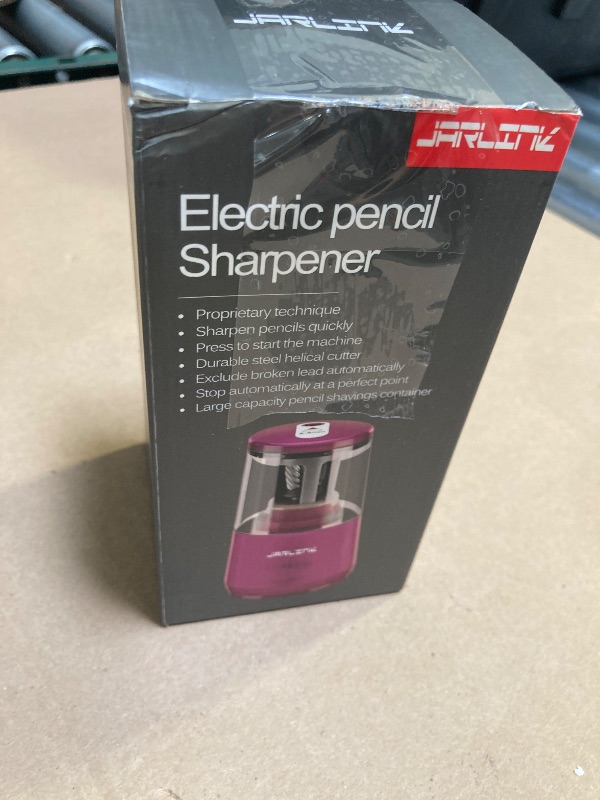 JARLINK
JARLINK
Electric pencil
Sharpener
• Proprietary technique
• Sharpen pencils quickly
• Press to start the machine
• Durable steel helical cutter
• Exclude broken lead automatically
• Stop automatically at a perfect point
• Large capacity pencil shavings container
JARLINK